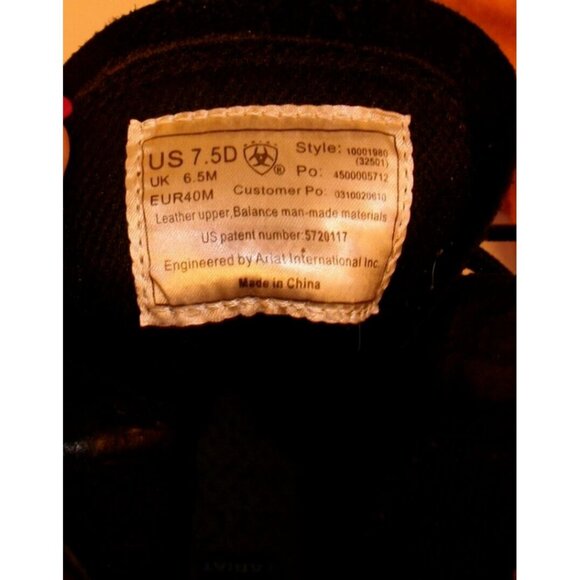 US 7.5D ARIAT ® Style: 10001980
(32501)
UK 6.5M Po: 4500005712
EUR40M Customer Po: 0310020610
Leather upper,Balance man-made materials
US patent number:5720117
Engineered by Ariat International Inc.
Made in China